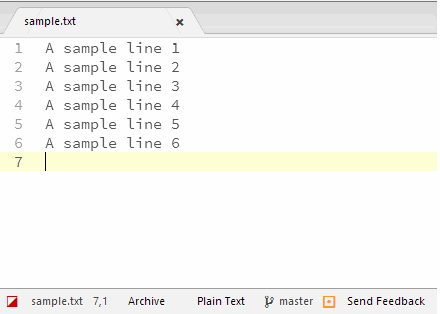 sample.txt ×
1 A sample line 1
2 A sample line 2
3 A sample line 3
4 A sample line 4
5 A sample line 5
6 A sample line 6
7
sample.txt 7,1 Archive Plain Text master Send Feedback